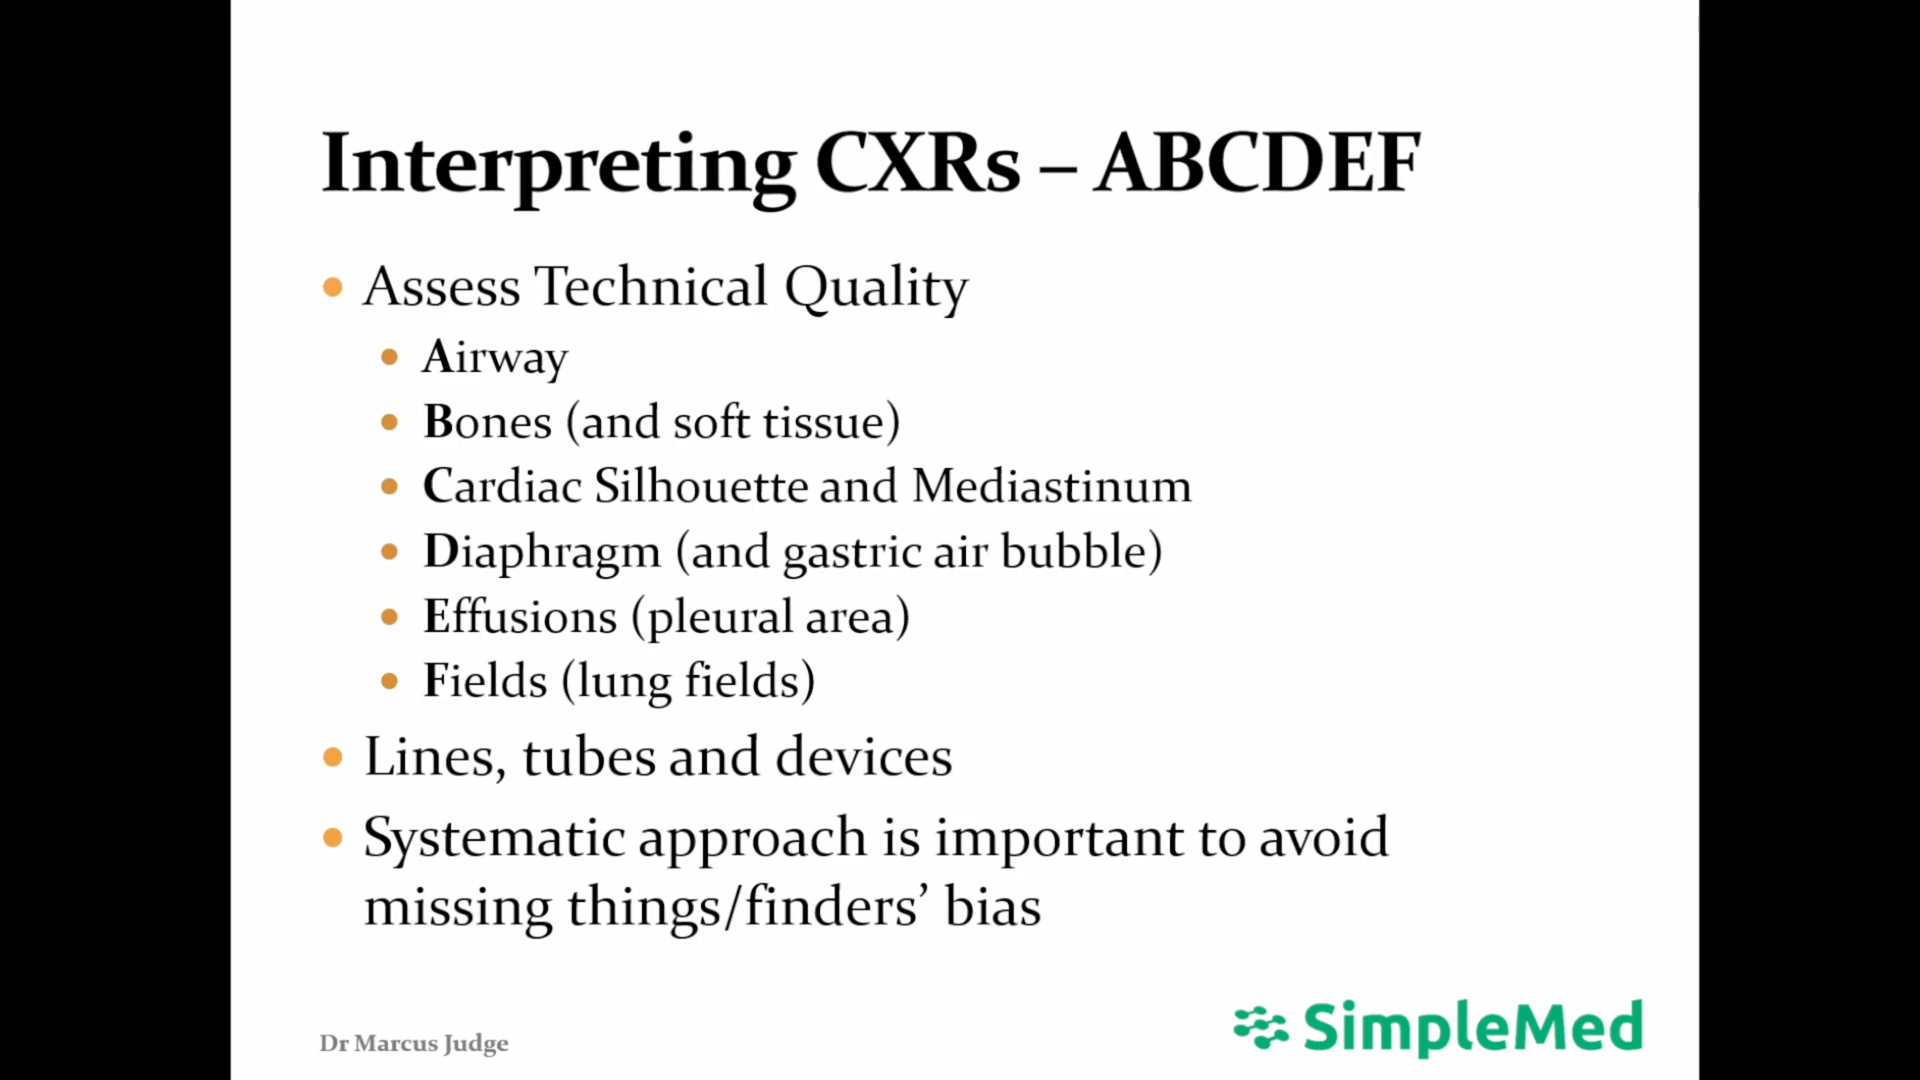 Interpreting CXRs – ABCDEF
Assess Technical Quality
Airway
Bones (and soft tissue)
Cardiac Silhouette and Mediastinum
Diaphragm (and gastric air bubble)
Effusions (pleural area)
Fields (lung fields)
Lines, tubes and devices
Systematic approach is important to avoid
missing things/finders’ bias
Dr Marcus Judge
SimpleMed